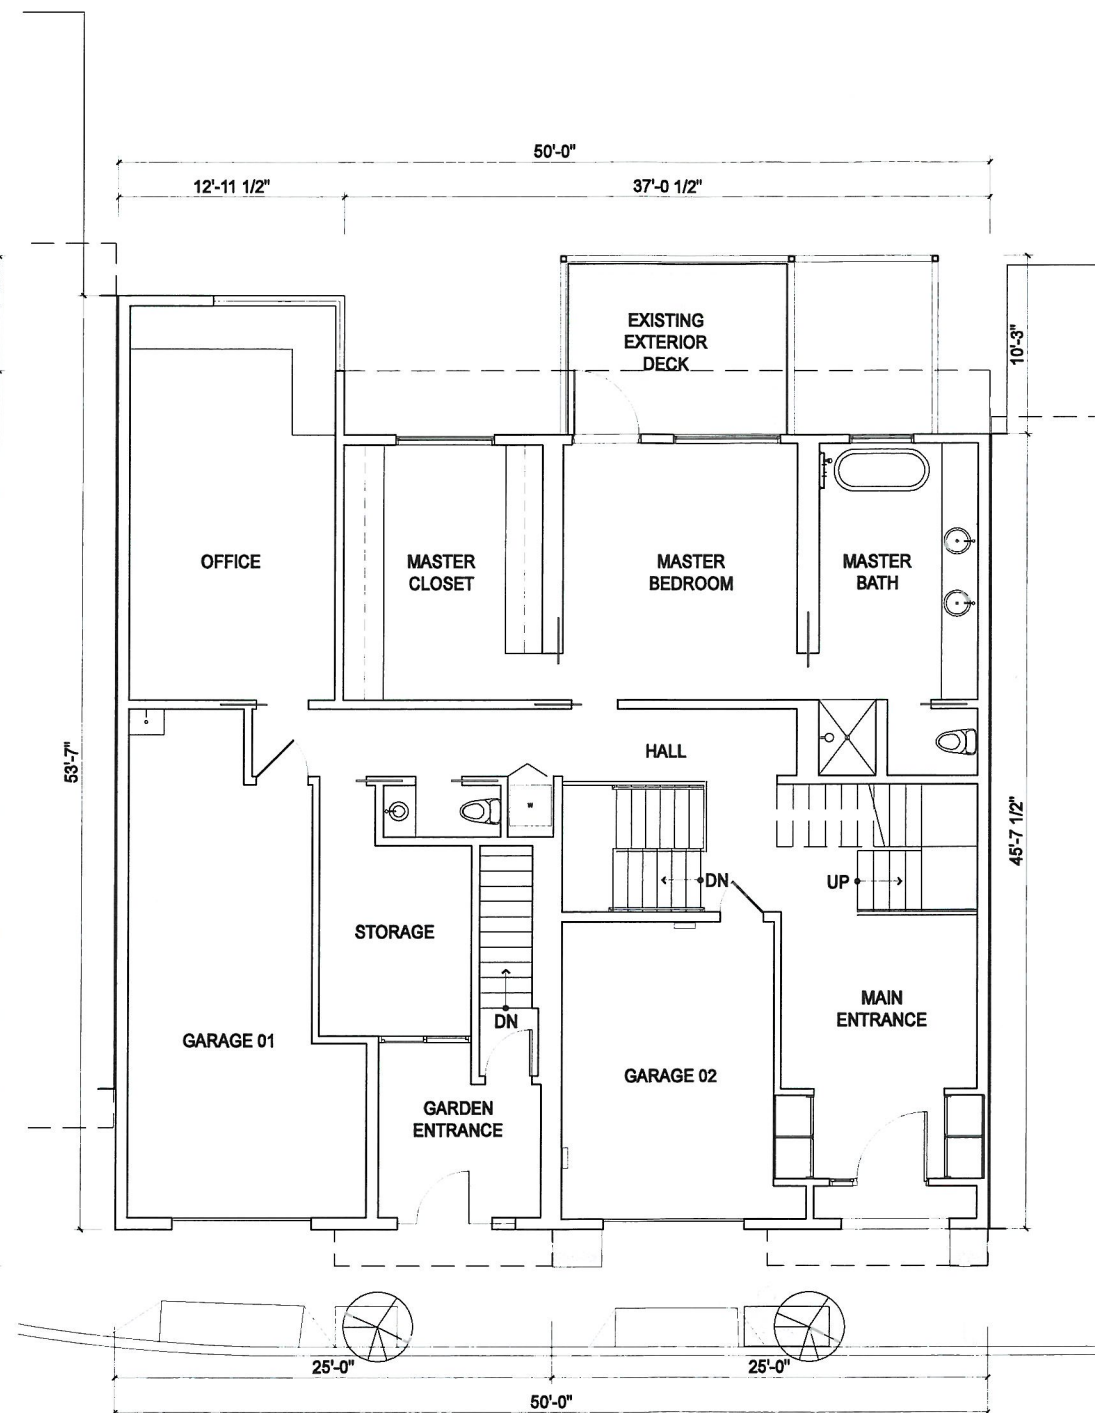 50'-0"
12'-11 1/2"
37'-0 1/2"
EXISTING
EXTERIOR
DECK
10'-3"
OFFICE
MASTER
CLOSET
MASTER
BEDROOM
MASTER
BATH
53'-7"
HALL
W
45'-7 1/2"
DN
UP
STORAGE
MAIN
ENTRANCE
DN
GARAGE 01
GARAGE 02
GARDEN
ENTRANCE
25'-0"
25'-0"
50'-0"